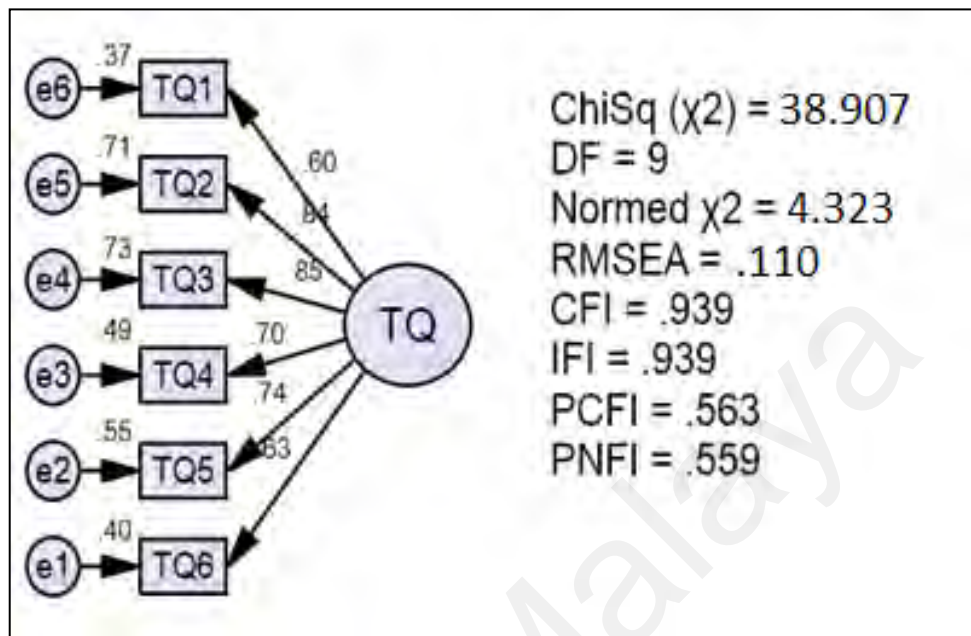 .37
e6 TQ1
.60
.71
e5 TQ2
.84
.73
e4 TQ3
.85
TQ
.49
e3 TQ4
.70
.74
.55
e2 TQ5
.63
.40
e1 TQ6
ChiSq (χ2) = 38.907
DF = 9
Normed χ2 = 4.323
RMSEA = .110
CFI = .939
IFI = .939
PCFI = .563
PNFI = .559
Malaya